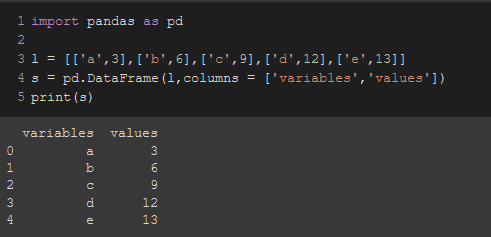 1 import pandas as pd
2
3 l = [['a',3],['b',6],['c',9],['d',12],['e',13]]
4 s = pd.DataFrame(l,columns = ['variables','values'])
5 print(s)
  variables  values
0         a       3
1         b       6
2         c       9
3         d      12
4         e      13